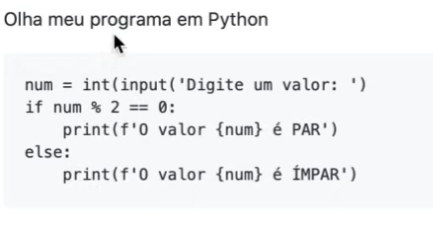 Olha meu programa em Python
num = int(input('Digite um valor: ')
if num % 2 == 0:
    print(f'O valor {num} é PAR')
else:
    print(f'O valor {num} é ÍMPAR')